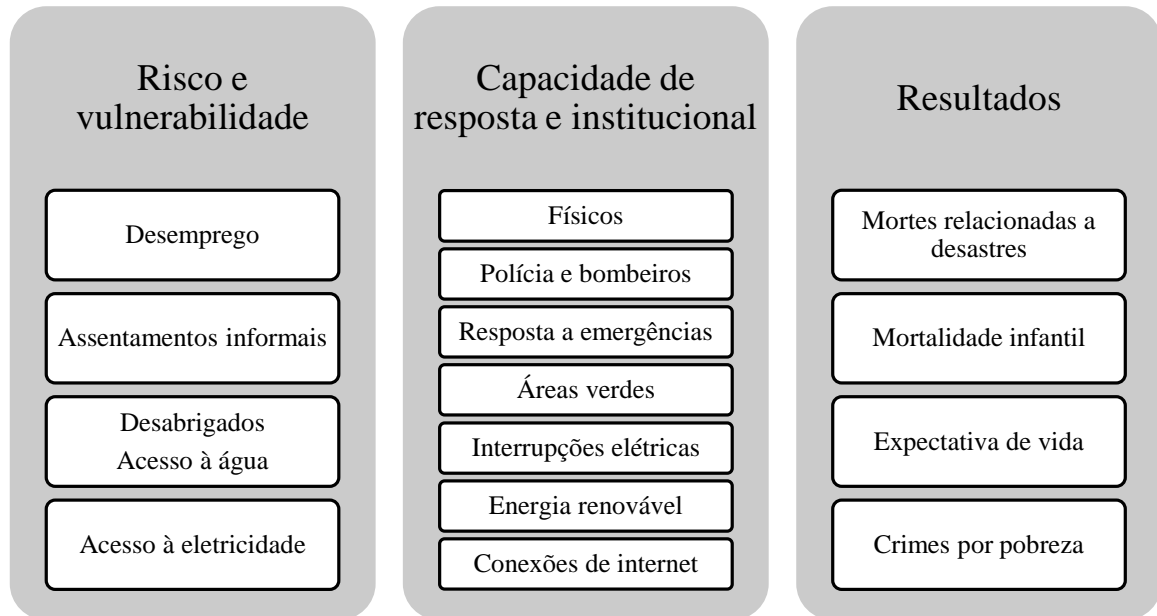 Risco e
vulnerabilidade
Desemprego
Assentamentos informais
Desabrigados
Acesso à água
Acesso à eletricidade
Capacidade de
resposta e institucional
Físicos
Polícia e bombeiros
Resposta a emergências
Áreas verdes
Interrupções elétricas
Energia renovável
Conexões de internet
Resultados
Mortes relacionadas a
desastres
Mortalidade infantil
Expectativa de vida
Crimes por pobreza